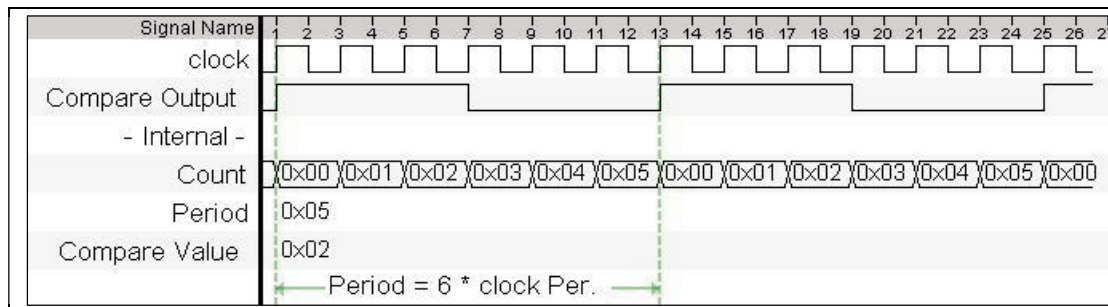 Signal Name 1 2 3 4 5 6 7 8 9 10 11 12 13 14 15 16 17 18 19 20 21 22 23 24 25 26
clock
Compare Output
- Internal -
Count 0x00 0x01 0x02 0x03 0x04 0x05 0x00 0x01 0x02 0x03 0x04 0x05 0x00
Period 0x05
Compare Value 0x02
Period = 6 * clock Per.